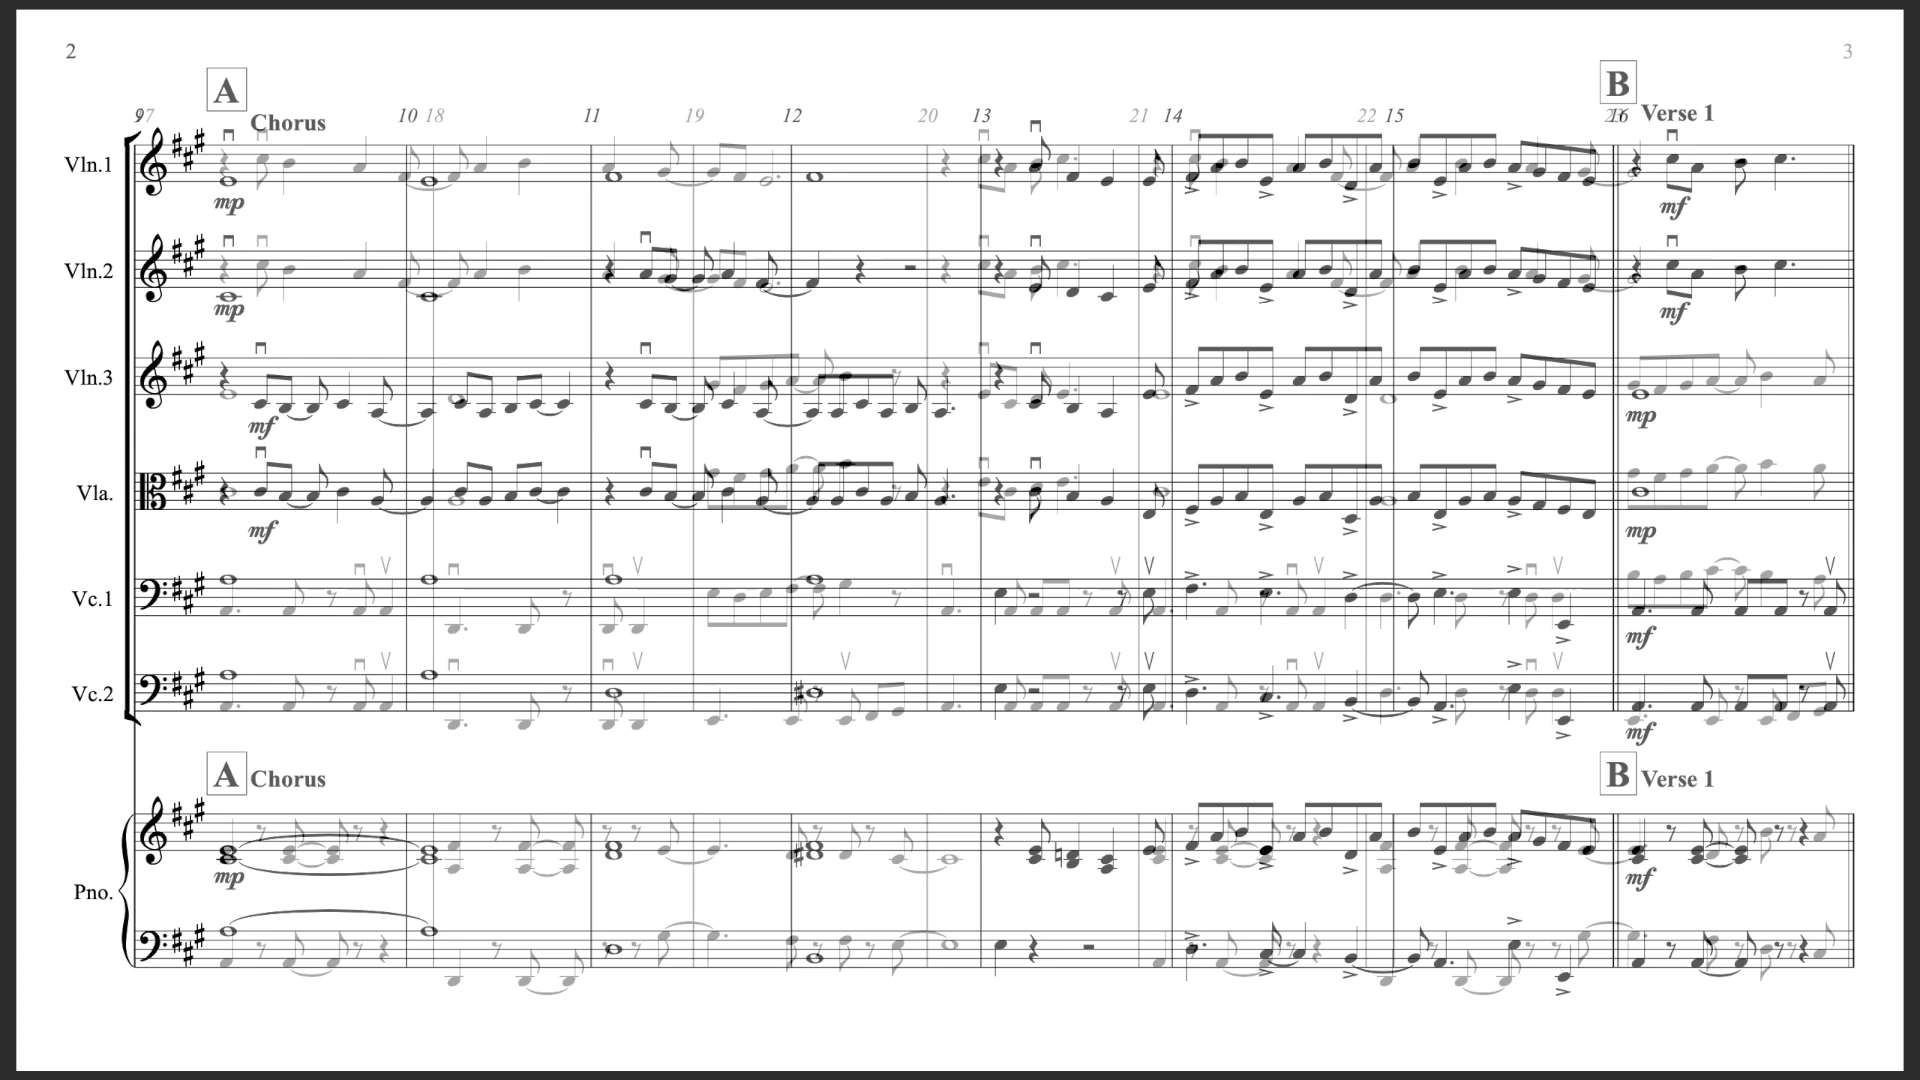 2 3
A B
9 17 10 18 11 19 12 20 13 21 14 22 15 16 Verse 1
Chorus
Vln.1
mp mf
Vln.2
mp mf
Vln.3
mf mp
Vla.
mf mp
Vc.1
mf
Vc.2
mf
A Chorus B Verse 1
mp mf
Pno.